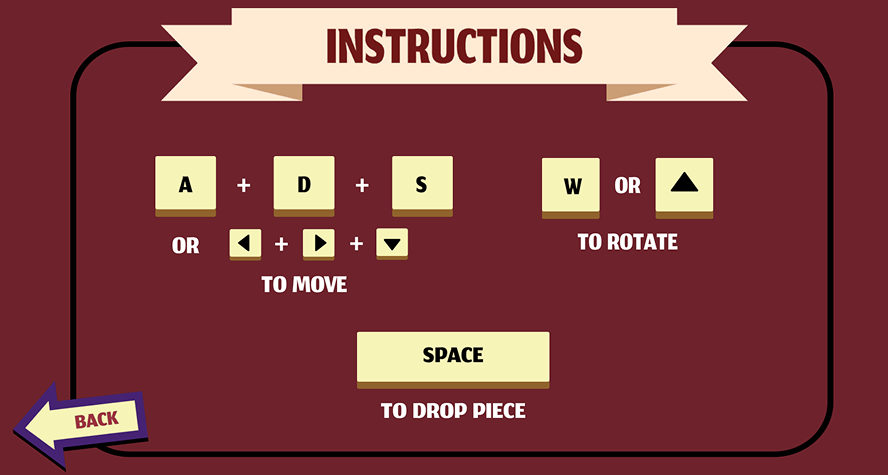 INSTRUCTIONS
A + D + S
OR + +
TO MOVE
W OR
TO ROTATE
SPACE
TO DROP PIECE
BACK